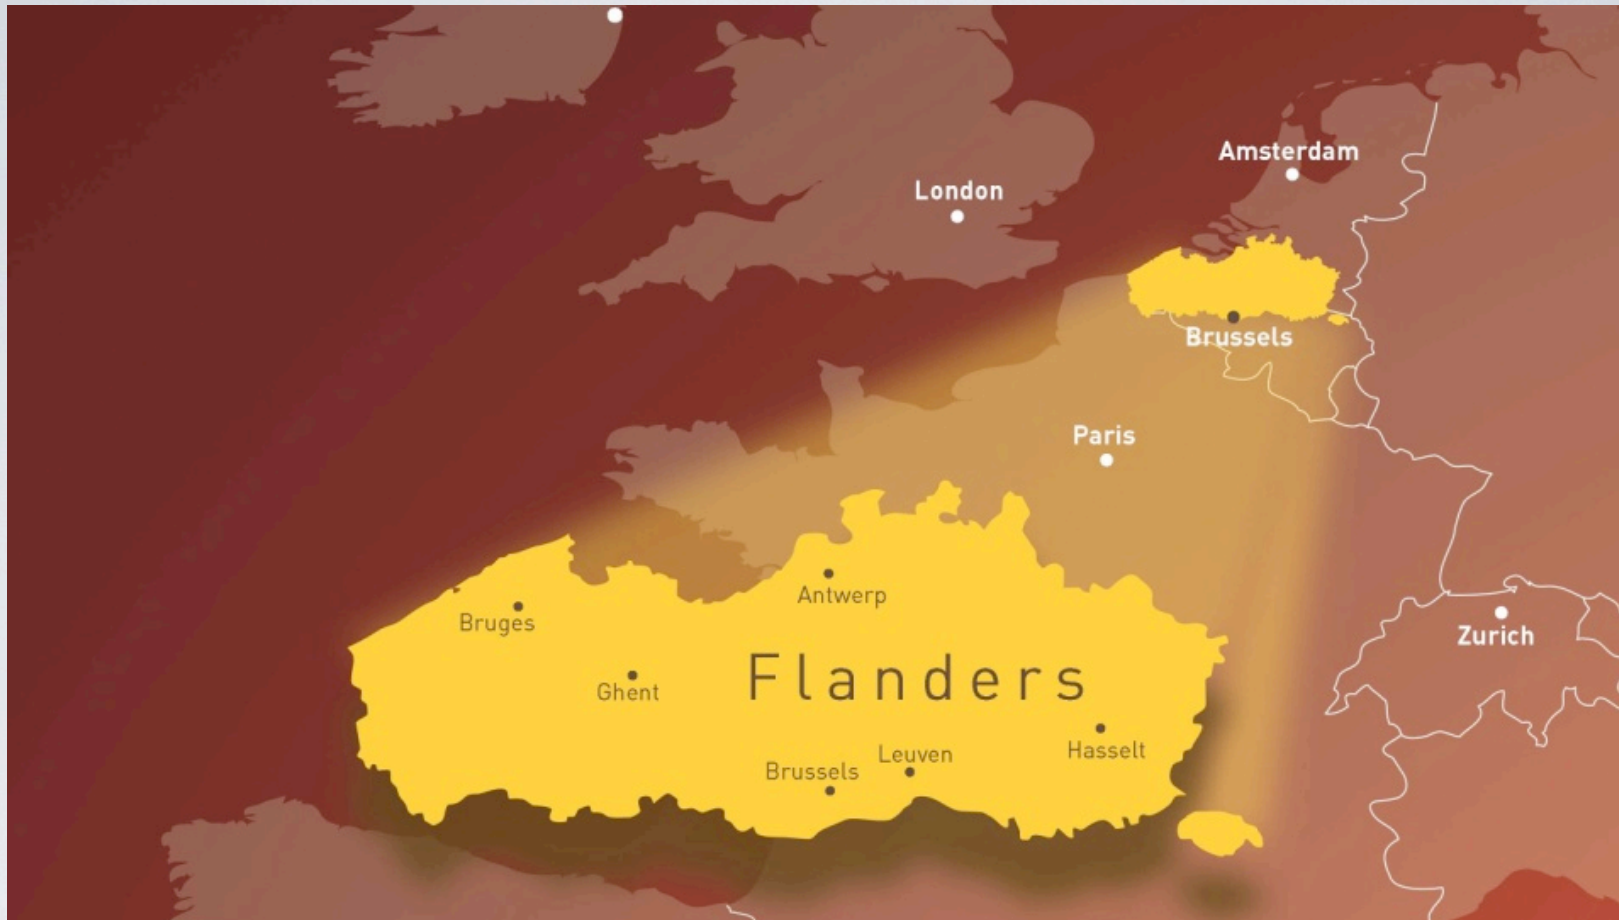 Amsterdam
London
Brussels
Paris
Antwerp
Bruges
Zurich
Flanders
Ghent
Hasselt
Leuven
Brussels